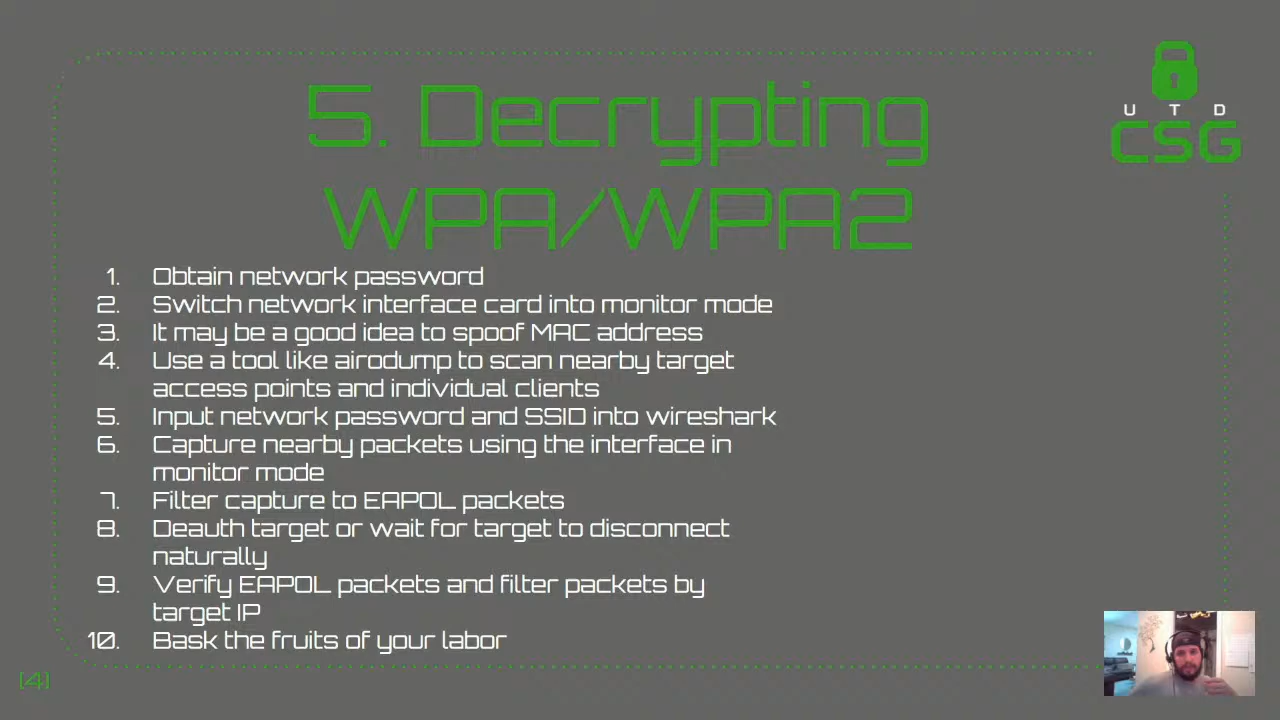 5. Decrypting
WPA/WPA2
U T D
CSG
1. Obtain network password
2. Switch network interface card into monitor mode
3. It may be a good idea to spoof MAC address
4. Use a tool like airodump to scan nearby target
access points and individual clients
5. Input network password and SSID into wireshark
6. Capture nearby packets using the interface in
monitor mode
7. Filter capture to EAPOL packets
8. Deauth target or wait for target to disconnect
naturally
9. Verify EAPOL packets and filter packets by
target IP
10. Bask the fruits of your labor
[4]